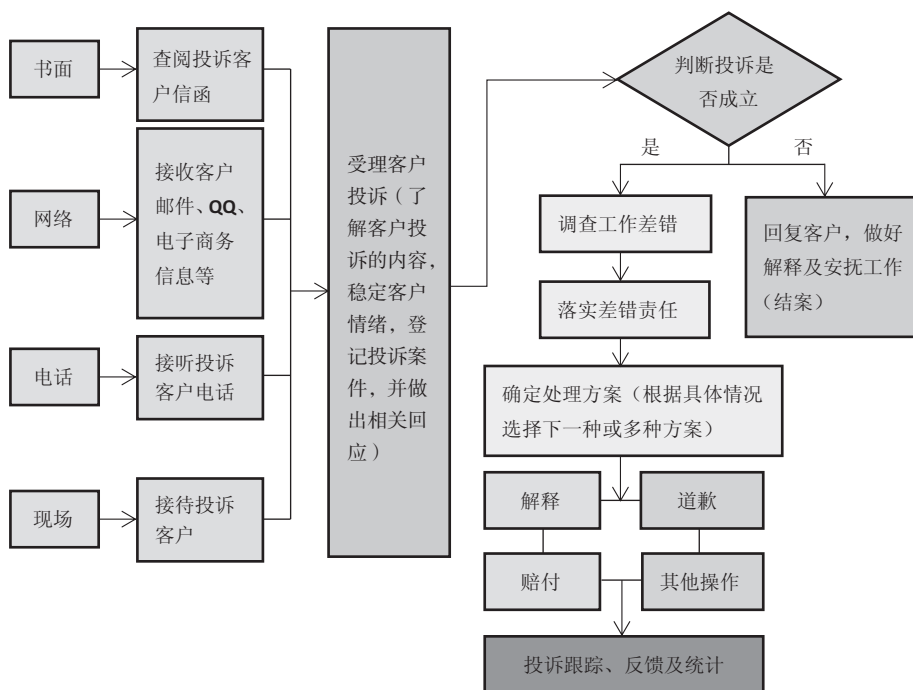 书面
查阅投诉客
户信函
网络
接收客户
邮件、QQ、
电子商务
信息等
电话
接听投诉
客户电话
现场
接待投诉
客户
受理客户
投诉（了
解客户投
诉的内容，
稳定客户
情绪，登
记投诉案
件，并做
出相关回
应）
判断投诉是
否成立
是
否
调查工作差错
落实差错责任
回复客户，做好
解释及安抚工作
（结案）
确定处理方案（根据具体情况
选择下一种或多种方案）
解释
道歉
赔付
其他操作
投诉跟踪、反馈及统计